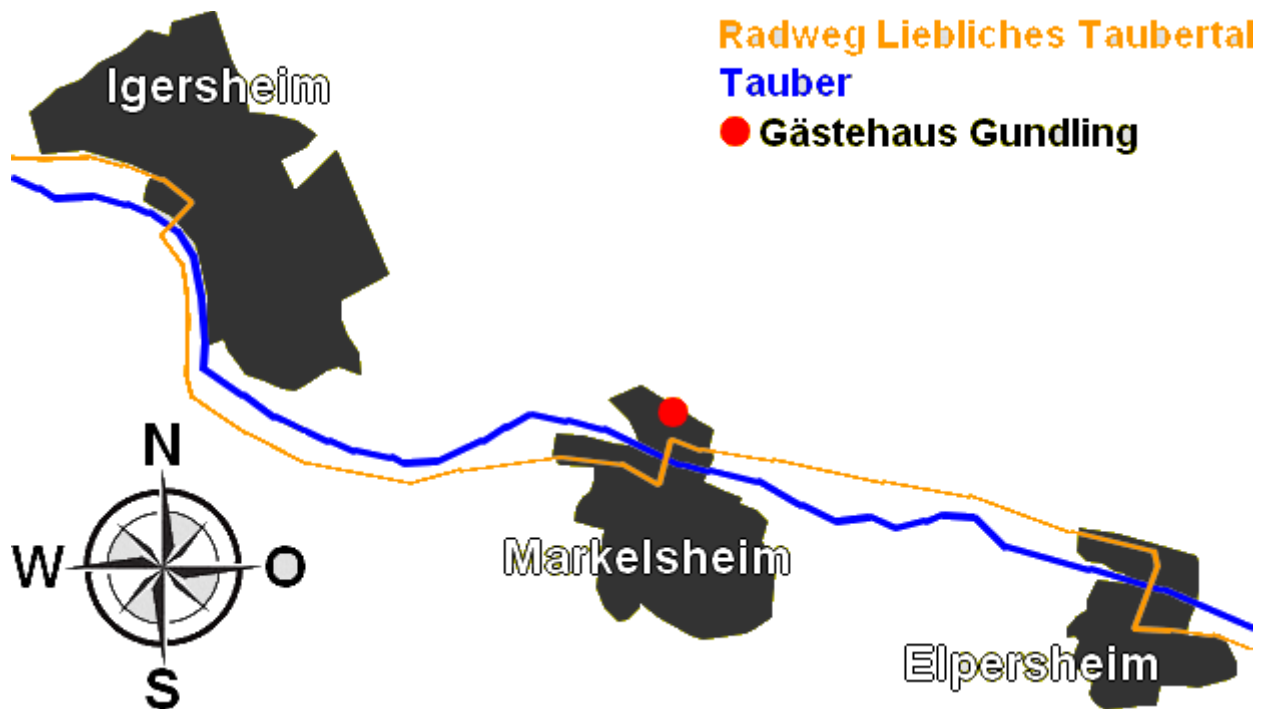 Radweg Liebliches Taubertal
Tauber
Gästehaus Gundling
Igersheim
N
W
O
S
Markelsheim
Elpersheim